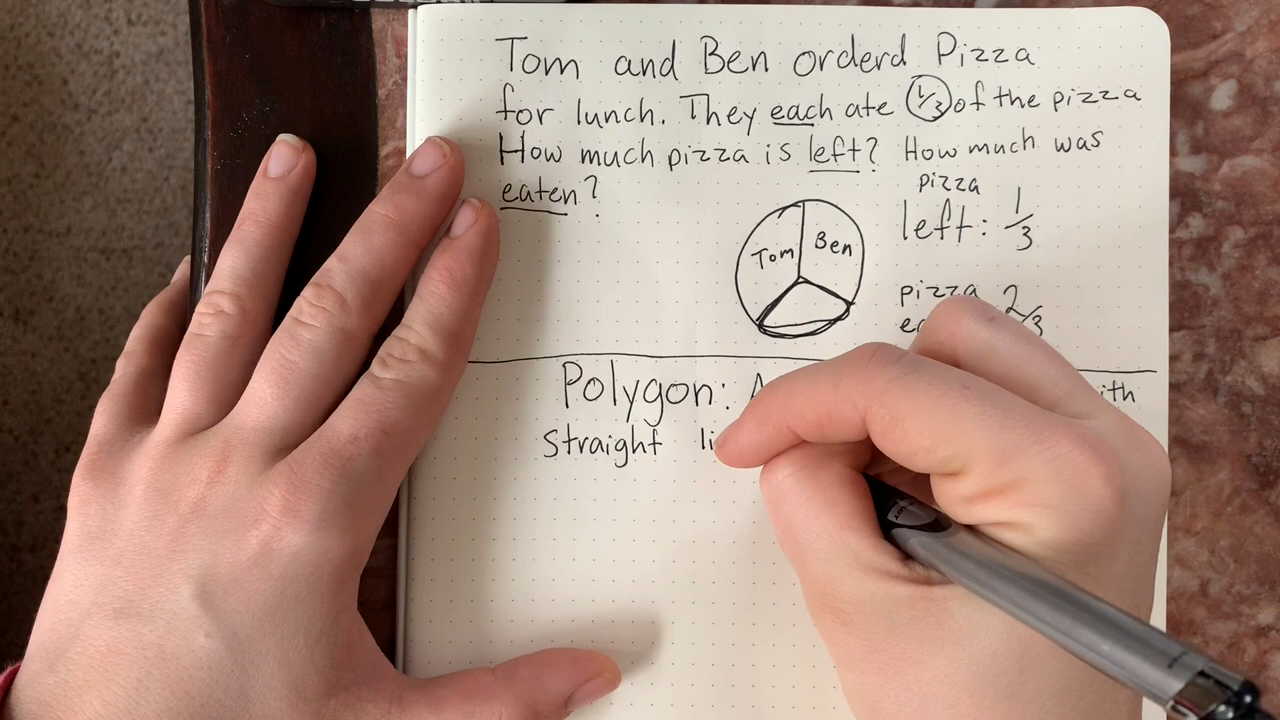 Tom and Ben orderd Pizza
for lunch. They each ate 1/3 of the pizza
How much pizza is left? How much was
eaten?
Tom
Ben
pizza
left: 1/3
pizza
2/3
Polygon:
with
straight